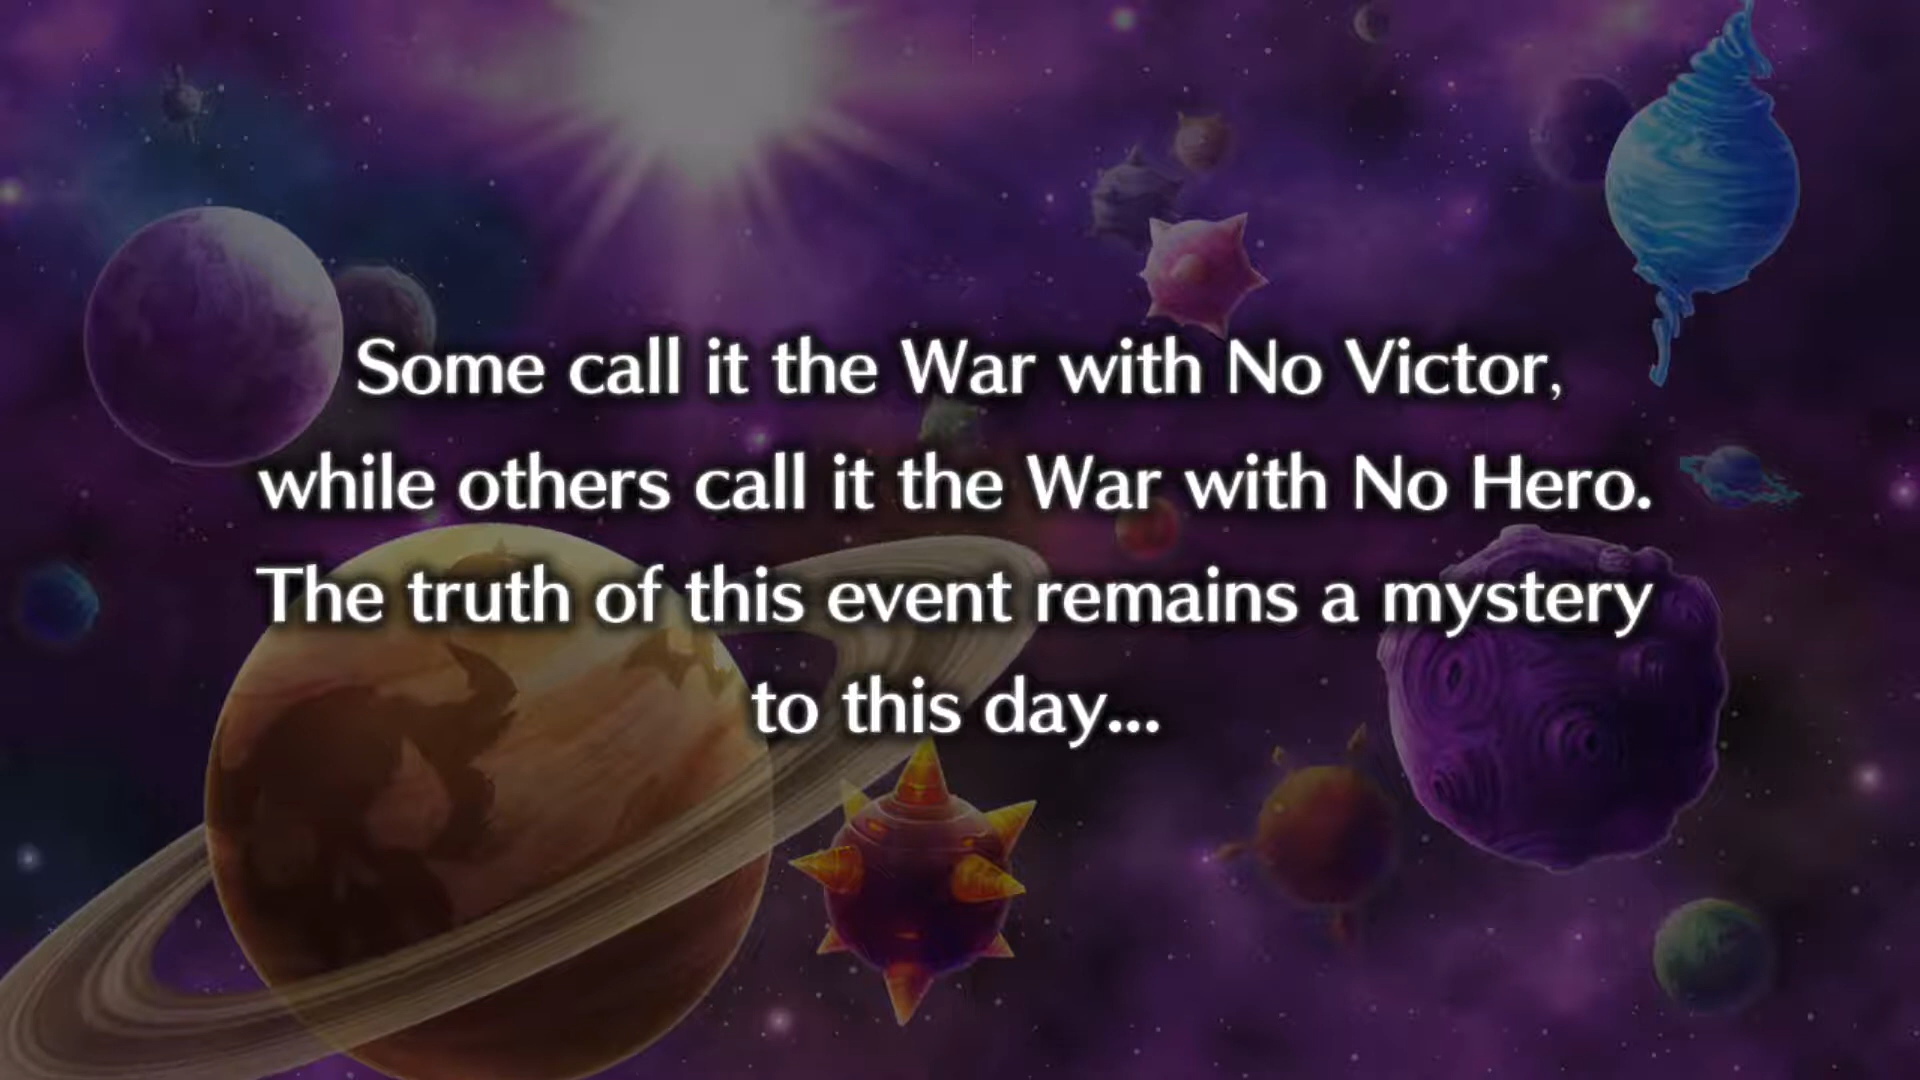 Some call it the War with No Victor,
while others call it the War with No Hero.
The truth of this event remains a mystery
to this day...